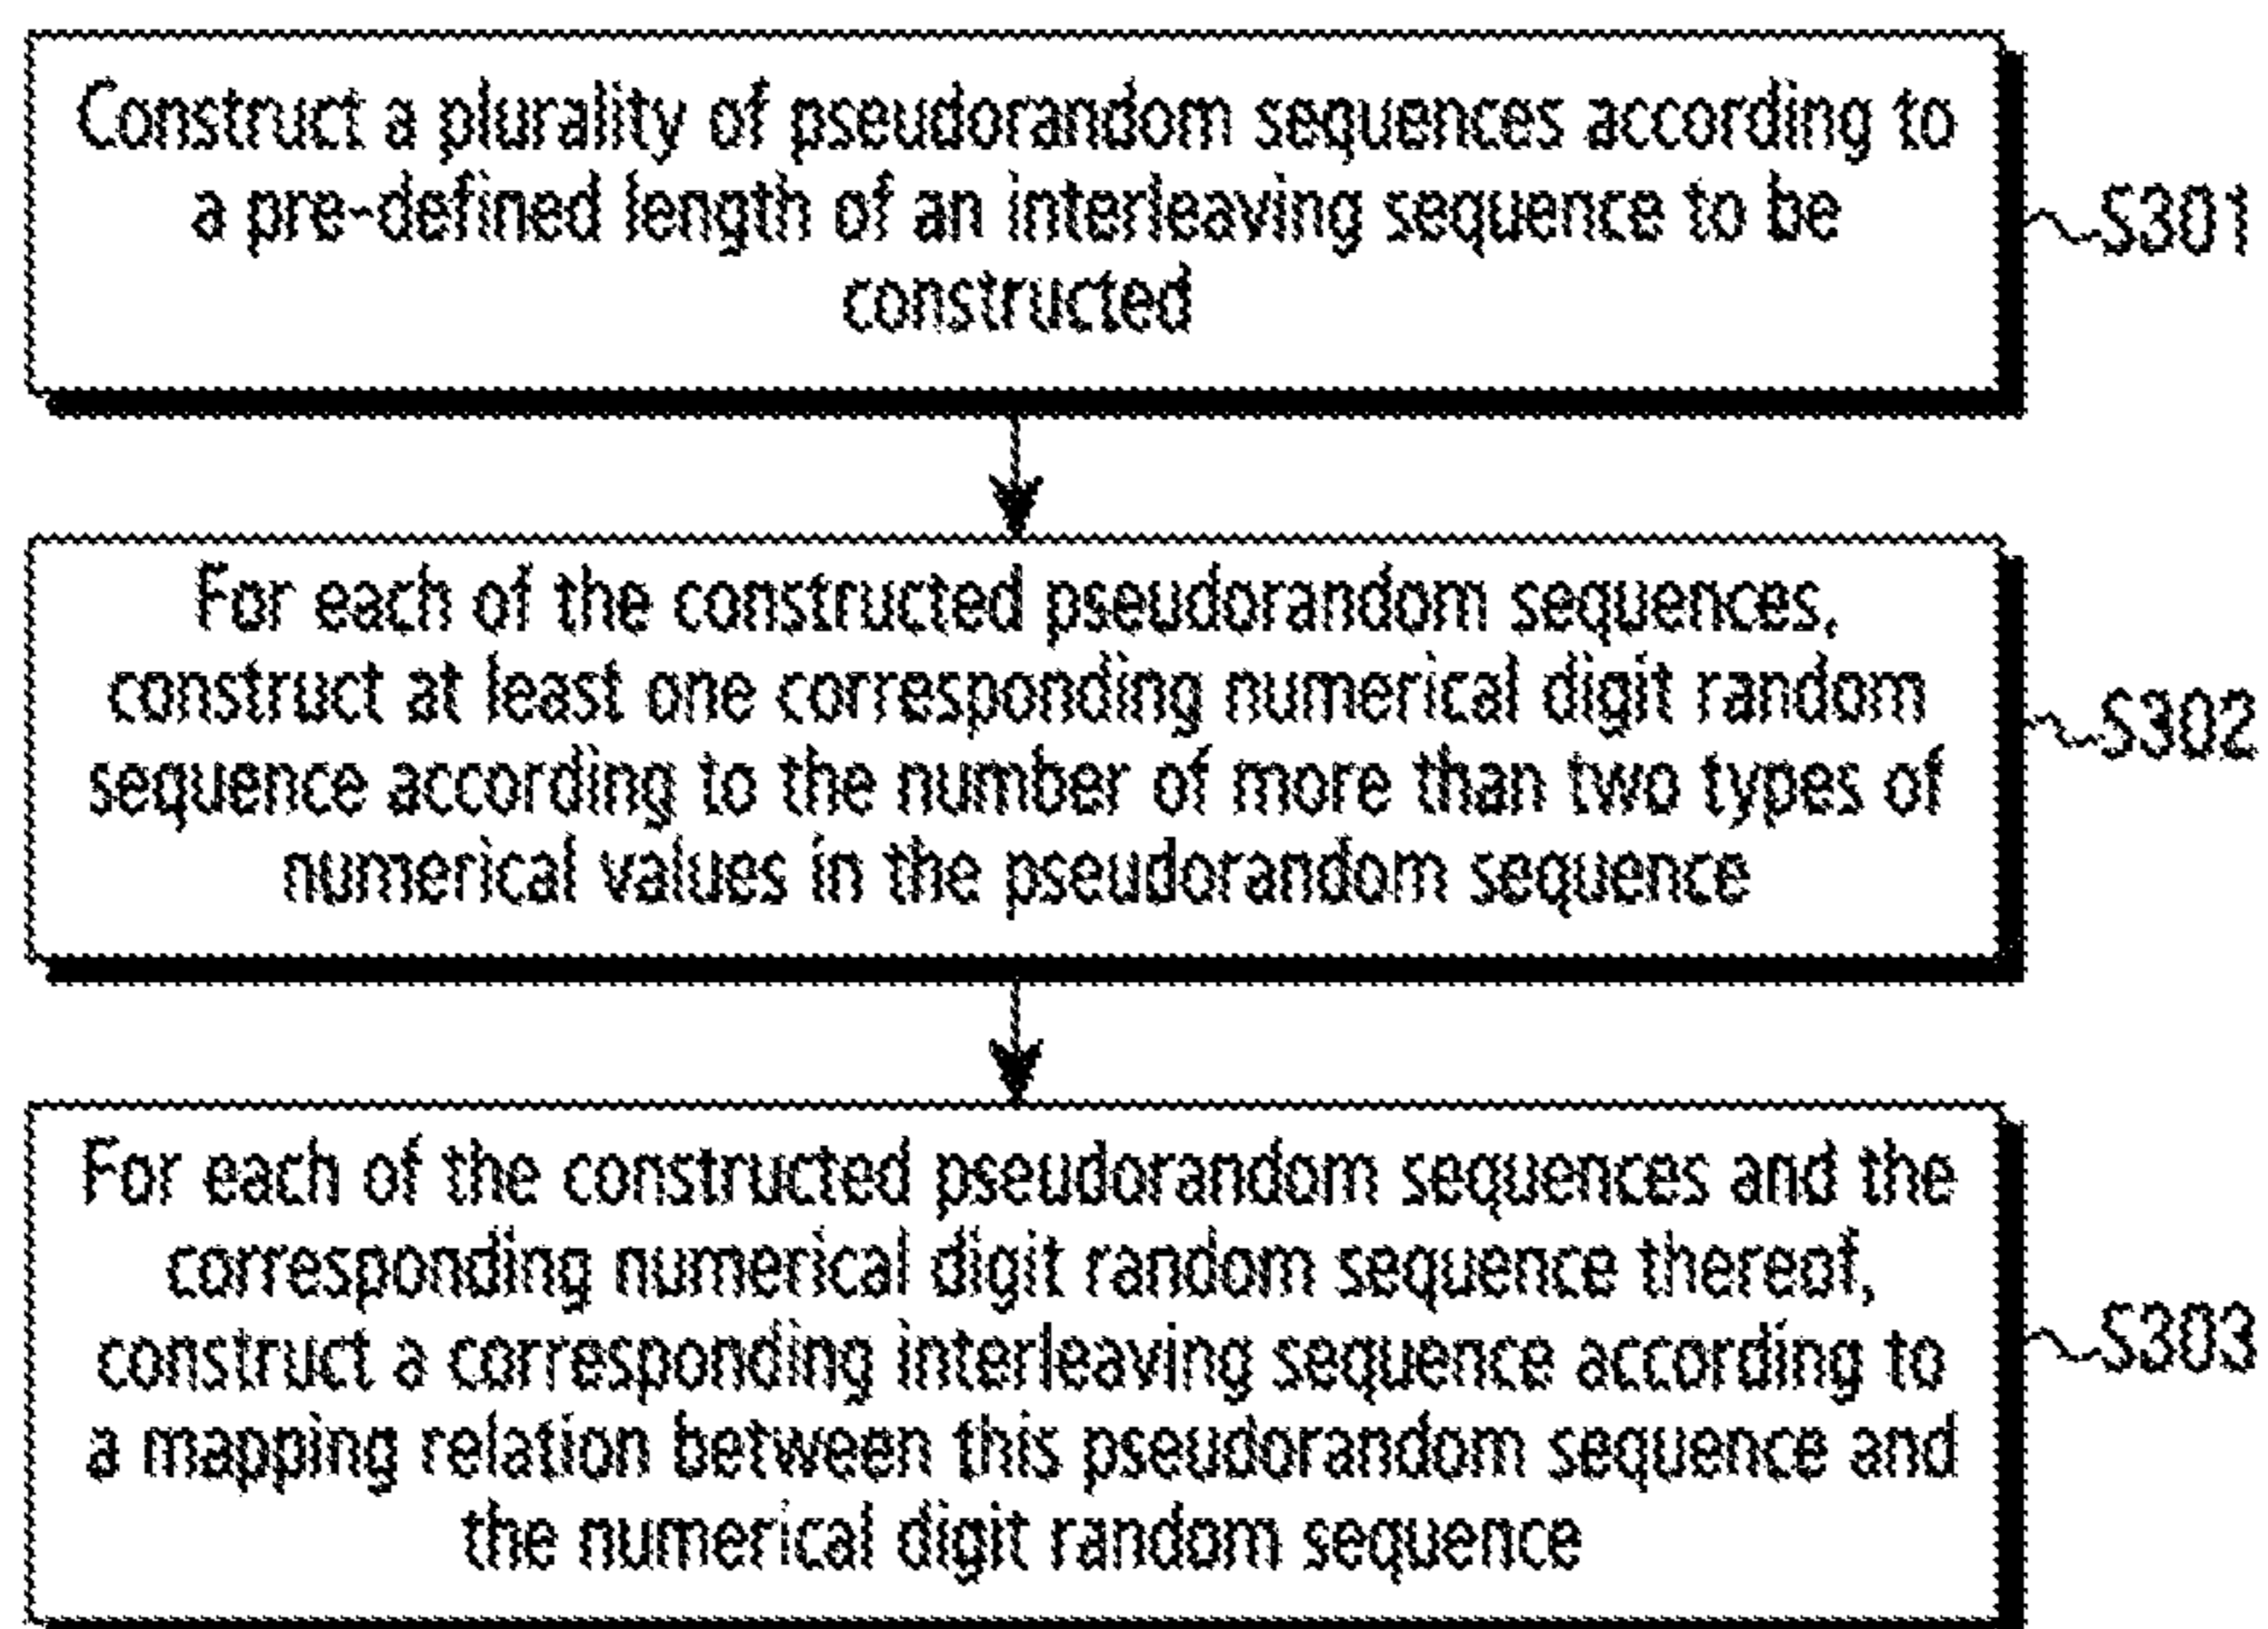 Construct a plurality of pseudorandom sequences according to
a pre-defined length of an interleaving sequence to be
constructed
S301
For each of the constructed pseudorandom sequences,
construct at least one corresponding numerical digit random
sequence according to the number of more than two types of
numerical values in the pseudorandom sequence
S302
For each of the constructed pseudorandom sequences and the
corresponding numerical digit random sequence thereof,
construct a corresponding interleaving sequence according to
a mapping relation between this pseudorandom sequence and
the numerical digit random sequence
S303